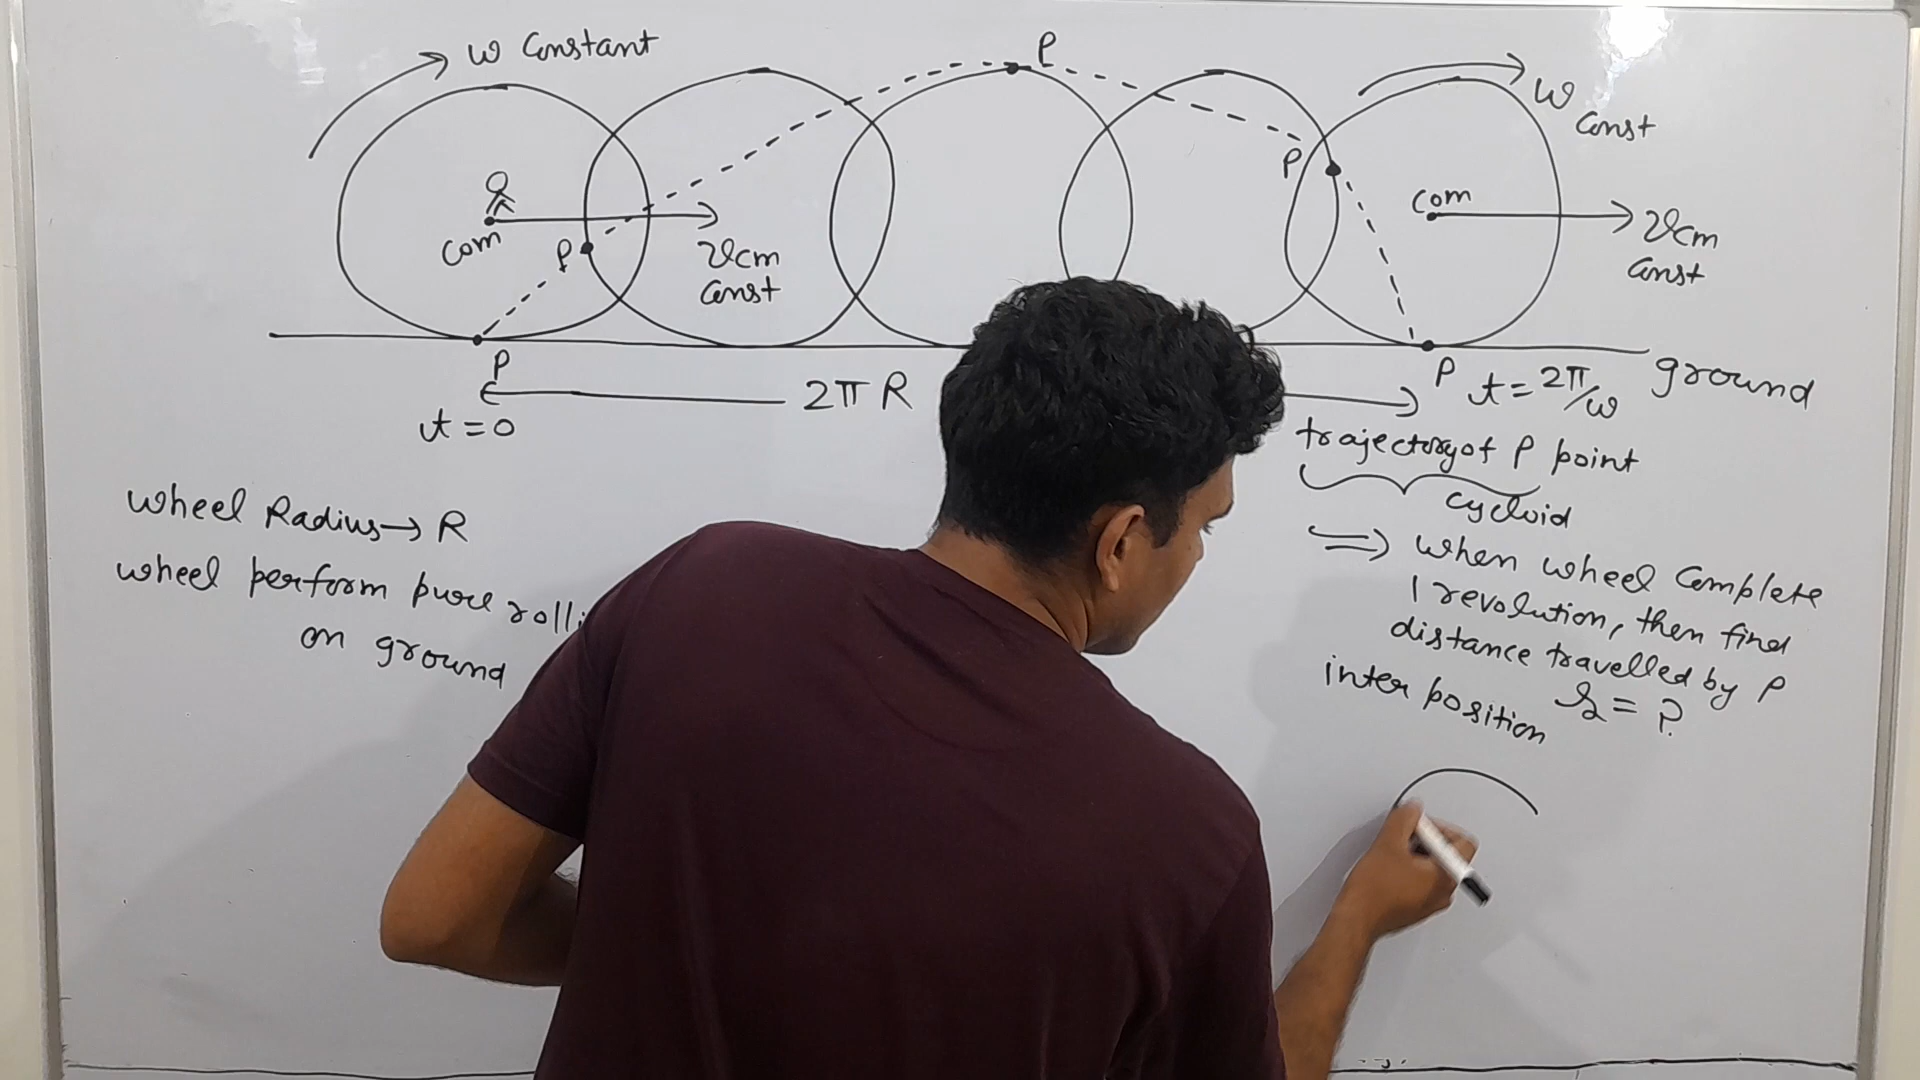 ω Constant
P
ω
Const
P
com
com
P
vcm
Const
vcm
Const
P
P
t = 2π/ω
ground
2πR
t = 0
trajectory of P point
cycloid
wheel Radius → R
⇒ when wheel Complete
1 revolution, then find
distance travelled by P
wheel perform pure rolli
on ground
inter position
S = ?